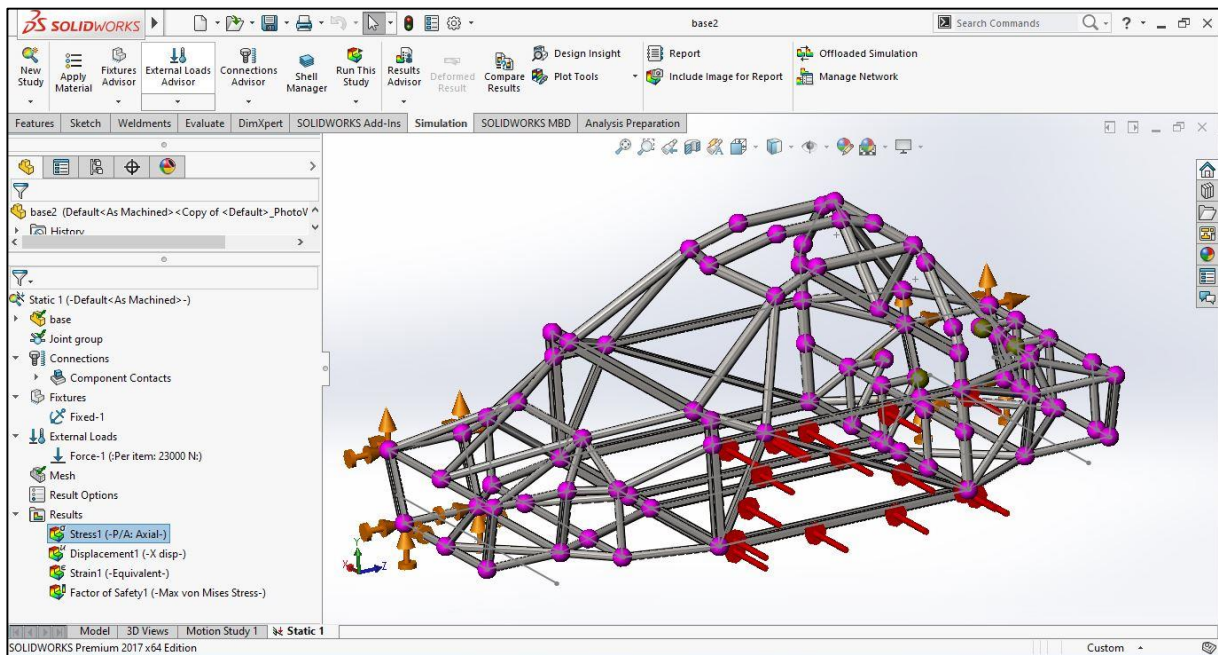 SOLIDWORKS
base2
Search Commands
New Study
Apply Material
Fixtures Advisor
External Loads Advisor
Connections Advisor
Shell Manager
Run This Study
Results Advisor
Deformed Result
Compare Results
Design Insight
Plot Tools
Report
Include Image for Report
Offloaded Simulation
Manage Network
Features Sketch Weldments Evaluate DimXpert SOLIDWORKS Add-Ins Simulation SOLIDWORKS MBD Analysis Preparation
base2 (Default<As Machined><Copy of <Default>_PhotoV
History
Static 1 (-Default<As Machined>-)
base
Joint group
Connections
Component Contacts
Fixtures
Fixed-1
External Loads
Force-1 (:Per item: 23000 N:)
Mesh
Result Options
Results
Stress1 (-P/A: Axial-)
Displacement1 (-X disp-)
Strain1 (-Equivalent-)
Factor of Safety1 (-Max von Mises Stress-)
Y
X
Z
Model 3D Views Motion Study 1 Static 1
SOLIDWORKS Premium 2017 x64 Edition
Custom